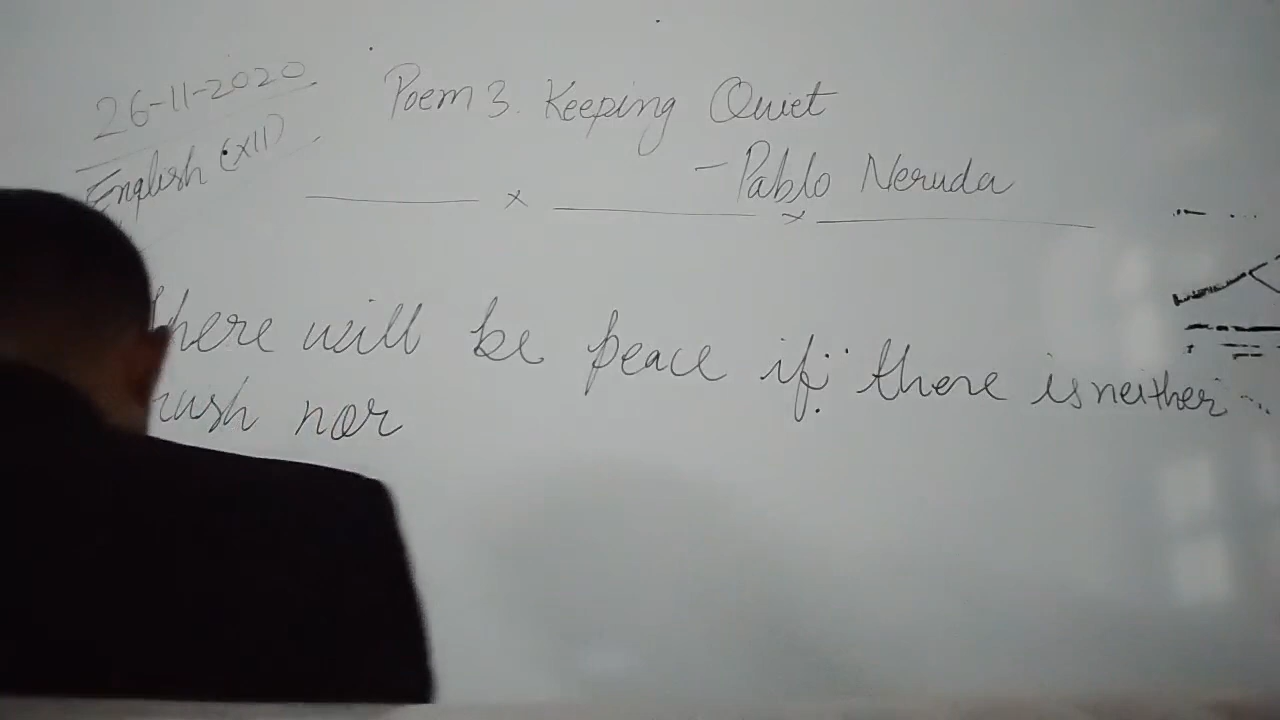 26-11-2020
English (XII)
Poem 3. Keeping Quiet
- Pablo Neruda
There will be peace if there is neither
rush nor